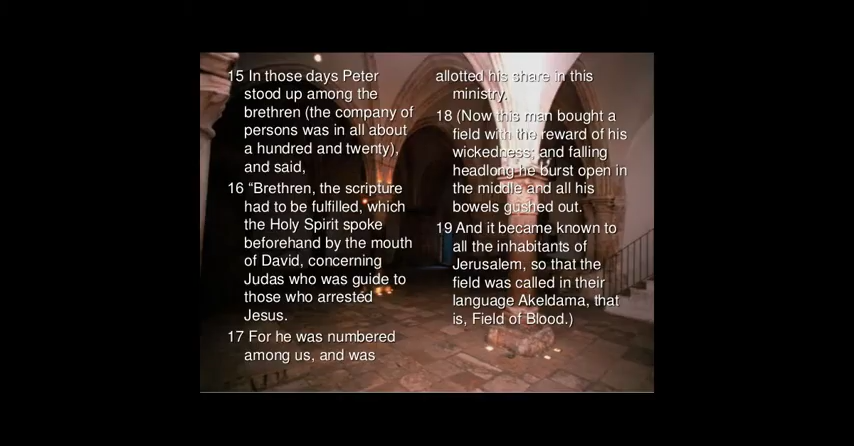 15 In those days Peter
stood up among the
brethren (the company of
persons was in all about
a hundred and twenty),
and said,
16 “Brethren, the scripture
had to be fulfilled, which
the Holy Spirit spoke
beforehand by the mouth
of David, concerning
Judas who was guide to
those who arrested
Jesus.
17 For he was numbered
among us, and was
allotted his share in this
ministry.
18 (Now this man bought a
field with the reward of his
wickedness; and falling
headlong he burst open in
the middle and all his
bowels gushed out.
19 And it became known to
all the inhabitants of
Jerusalem, so that the
field was called in their
language Akeldama, that
is, Field of Blood.)